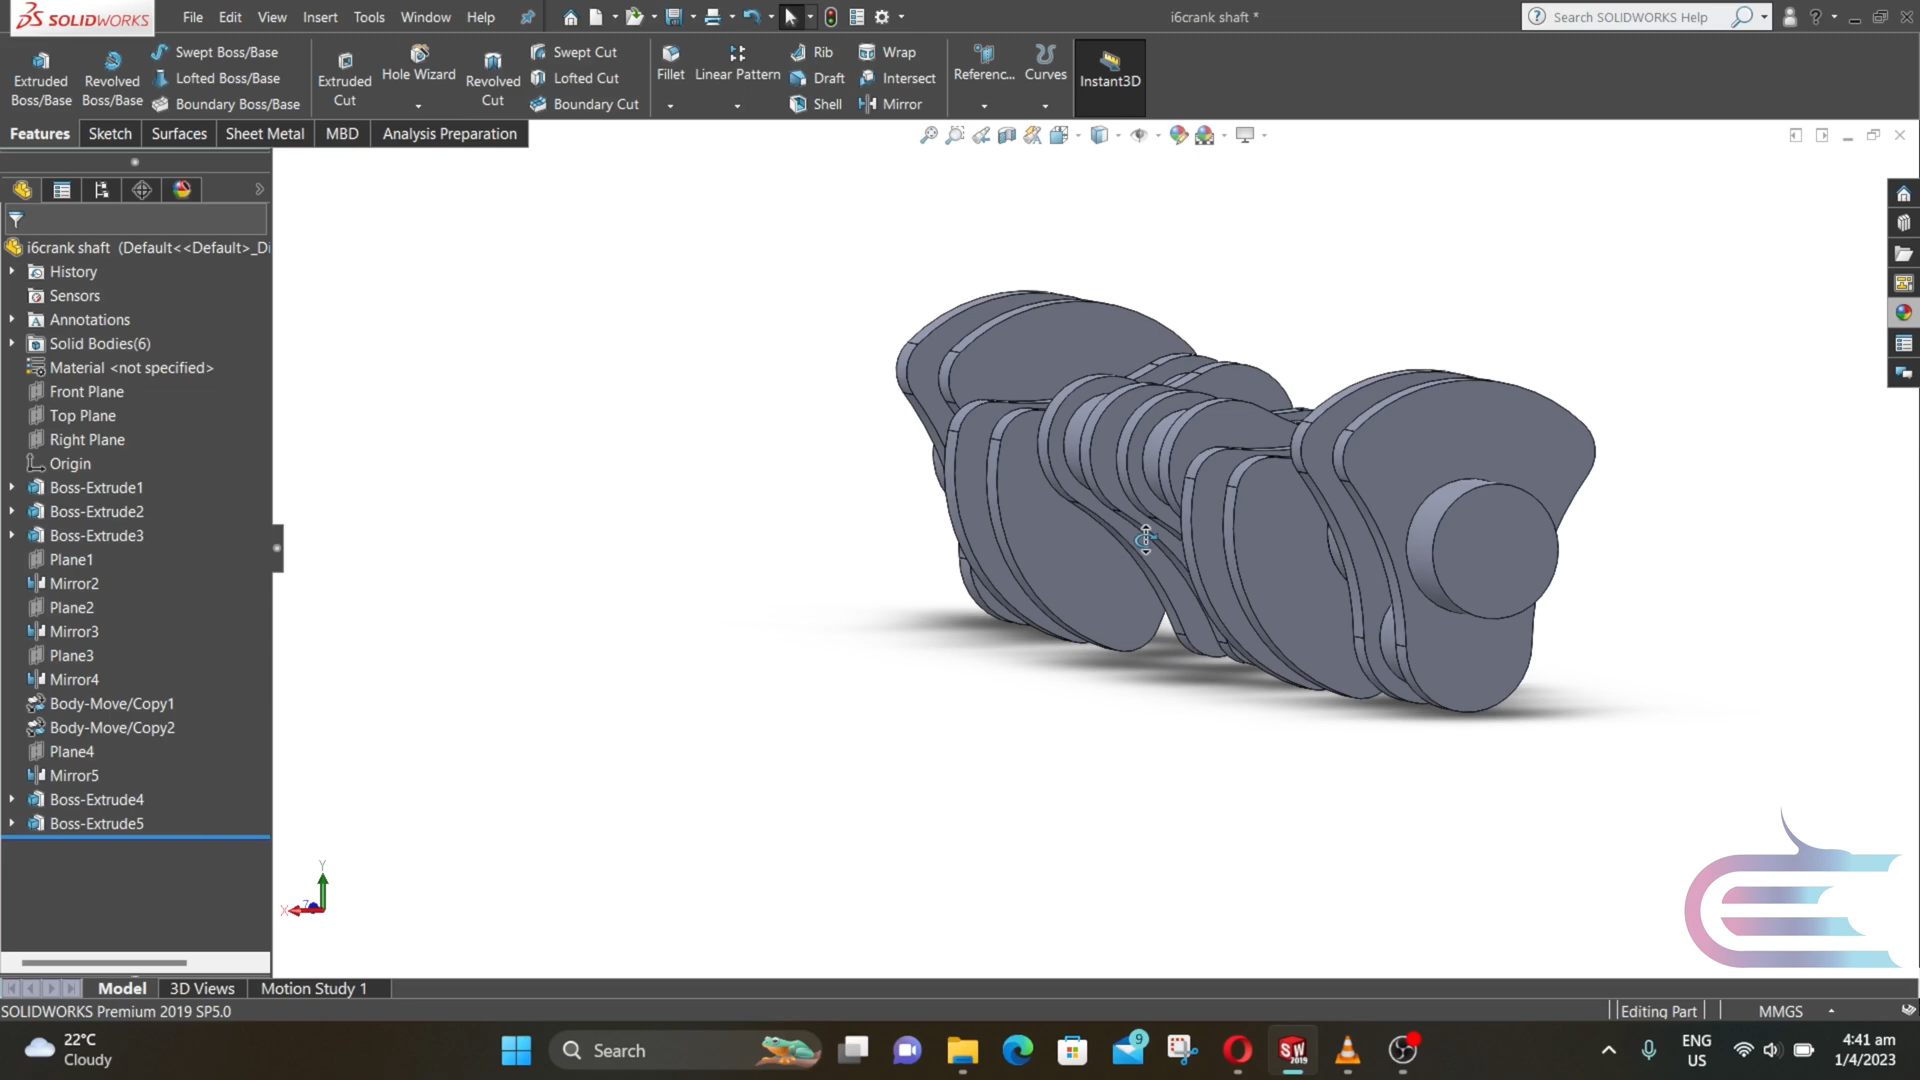 SOLIDWORKS
File Edit View Insert Tools Window Help
i6crank shaft *
Search SOLIDWORKS Help
Extruded Boss/Base
Revolved Boss/Base
Swept Boss/Base
Lofted Boss/Base
Boundary Boss/Base
Extruded Cut
Hole Wizard
Revolved Cut
Swept Cut
Lofted Cut
Boundary Cut
Fillet
Linear Pattern
Rib
Draft
Shell
Wrap
Intersect
Mirror
Referenc...
Curves
Instant3D
Features Sketch Surfaces Sheet Metal MBD Analysis Preparation
i6crank shaft (Default<<Default>_Di
History
Sensors
Annotations
Solid Bodies(6)
Material <not specified>
Front Plane
Top Plane
Right Plane
Origin
Boss-Extrude1
Boss-Extrude2
Boss-Extrude3
Plane1
Mirror2
Plane2
Mirror3
Plane3
Mirror4
Body-Move/Copy1
Body-Move/Copy2
Plane4
Mirror5
Boss-Extrude4
Boss-Extrude5
Y
X
Z
Model 3D Views Motion Study 1
SOLIDWORKS Premium 2019 SP5.0
Editing Part
MMGS
22°C
Cloudy
Search
9
SW
2019
ENG
US
4:41 am
1/4/2023